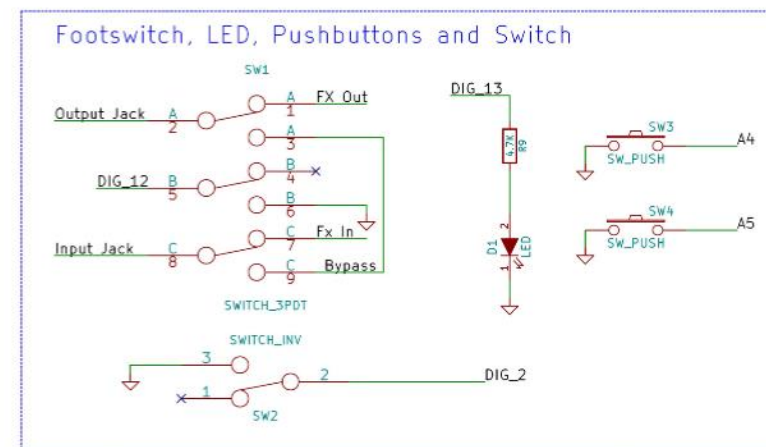 Footswitch, LED, Pushbuttons and Switch
SW1
Output Jack
A
2
A
1
FX Out
A
3
DIG_12
B
5
B
4
B
6
Input Jack
C
8
C
7
Fx In
C
9
Bypass
SWITCH_3PDT
DIG_13
4.7K
R9
2
D1
LED
1
SW3
SW_PUSH
A4
SW4
SW_PUSH
A5
SWITCH_INV
3
1
2
DIG_2
SW2